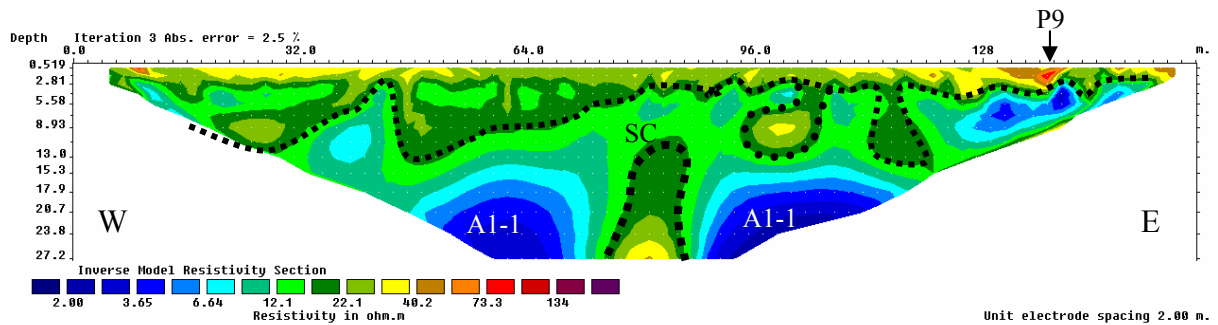 P9
Depth Iteration 3 Abs. error = 2.5 %
0.0 32.0 64.0 96.0 128 m.
0.519
2.81
5.58
8.93
13.0
15.3
17.9
20.7
23.8
27.2
SC
W A1-1 A1-1 E
Inverse Model Resistivity Section
2.00 3.65 6.64 12.1 22.1 40.2 73.3 134
Resistivity in ohm.m Unit electrode spacing 2.00 m.